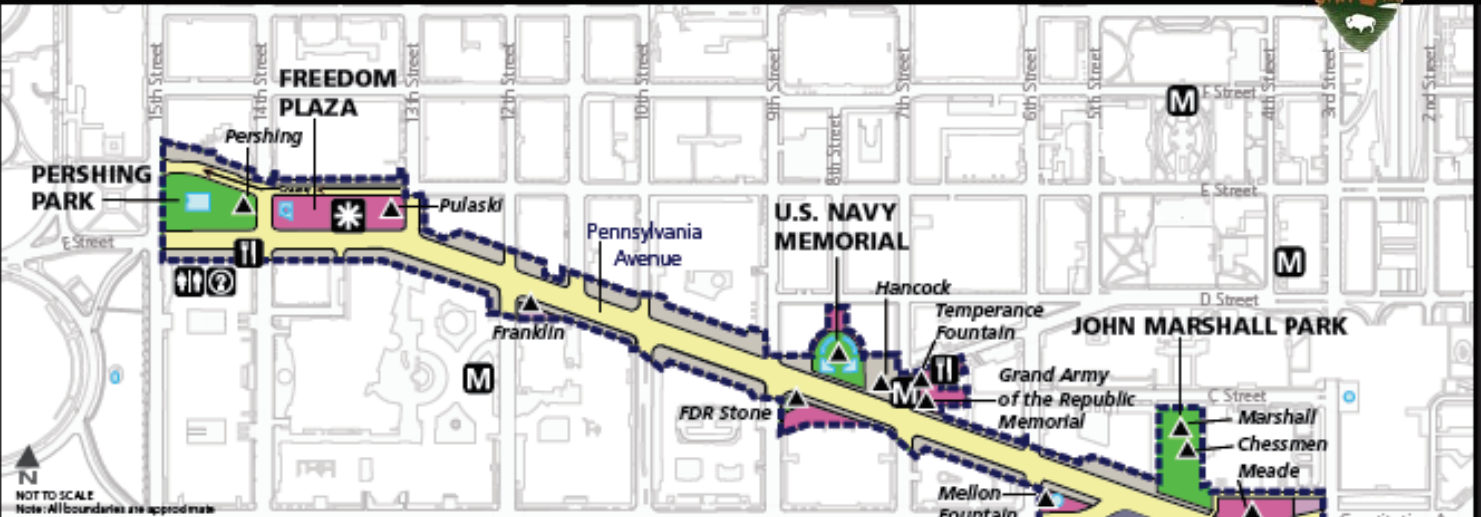 15th Street
14th Street
13th Street
12th Street
10th Street
9th Street
8th Street
7th Street
6th Street
5th Street
4th Street
3rd Street
2nd Street
FREEDOM
PLAZA
Pershing
PERSHING
PARK
Pulaski
E Street
M
F Street
E Street
U.S. NAVY
MEMORIAL
Pennsylvania
Avenue
M
Hancock
Temperance
Fountain
D Street
JOHN MARSHALL PARK
Franklin
M
M
Grand Army
of the Republic
Memorial
C Street
FDR Stone
Marshall
Chessmen
Meade
Mellon
Fountain
N
NOT TO SCALE
Note: All boundaries are approximate